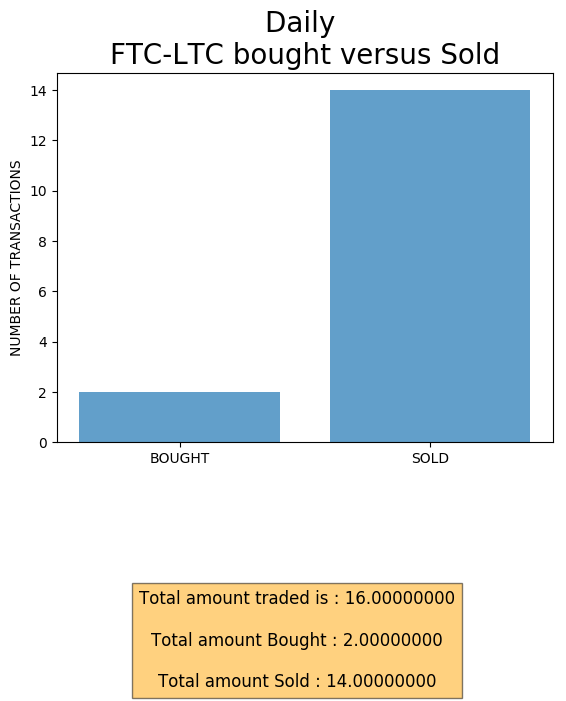 Daily
FTC-LTC bought versus Sold
NUMBER OF TRANSACTIONS
14
12
10
8
6
4
2
0
BOUGHT
SOLD
Total amount traded is : 16.00000000
Total amount Bought : 2.00000000
Total amount Sold : 14.00000000